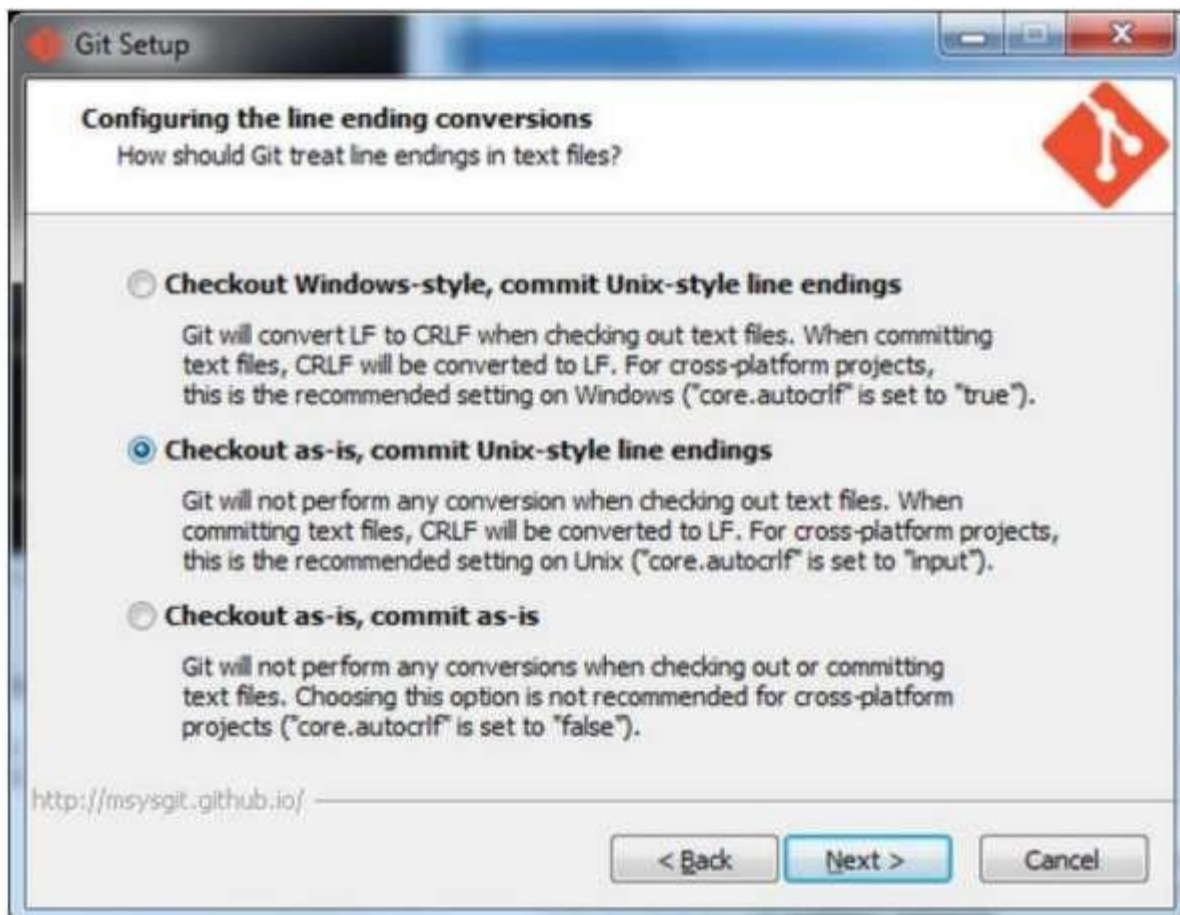 Git Setup
Configuring the line ending conversions
How should Git treat line endings in text files?
Checkout Windows-style, commit Unix-style line endings
Git will convert LF to CRLF when checking out text files. When committing
text files, CRLF will be converted to LF. For cross-platform projects,
this is the recommended setting on Windows ("core.autocrlf" is set to "true").
Checkout as-is, commit Unix-style line endings
Git will not perform any conversion when checking out text files. When
committing text files, CRLF will be converted to LF. For cross-platform projects,
this is the recommended setting on Unix ("core.autocrlf" is set to "input").
Checkout as-is, commit as-is
Git will not perform any conversions when checking out or committing
text files. Choosing this option is not recommended for cross-platform
projects ("core.autocrlf" is set to "false").
http://msysgit.github.io/
< Back Next > Cancel